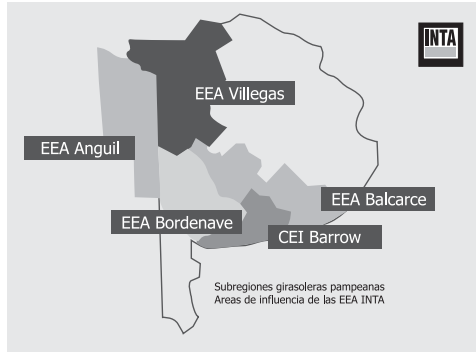 INTA
EEA Villegas
EEA Anguil
EEA Balcarce
EEA Bordenave
CEI Barrow
Subregiones girasoleras pampeanas
Areas de influencia de las EEA INTA